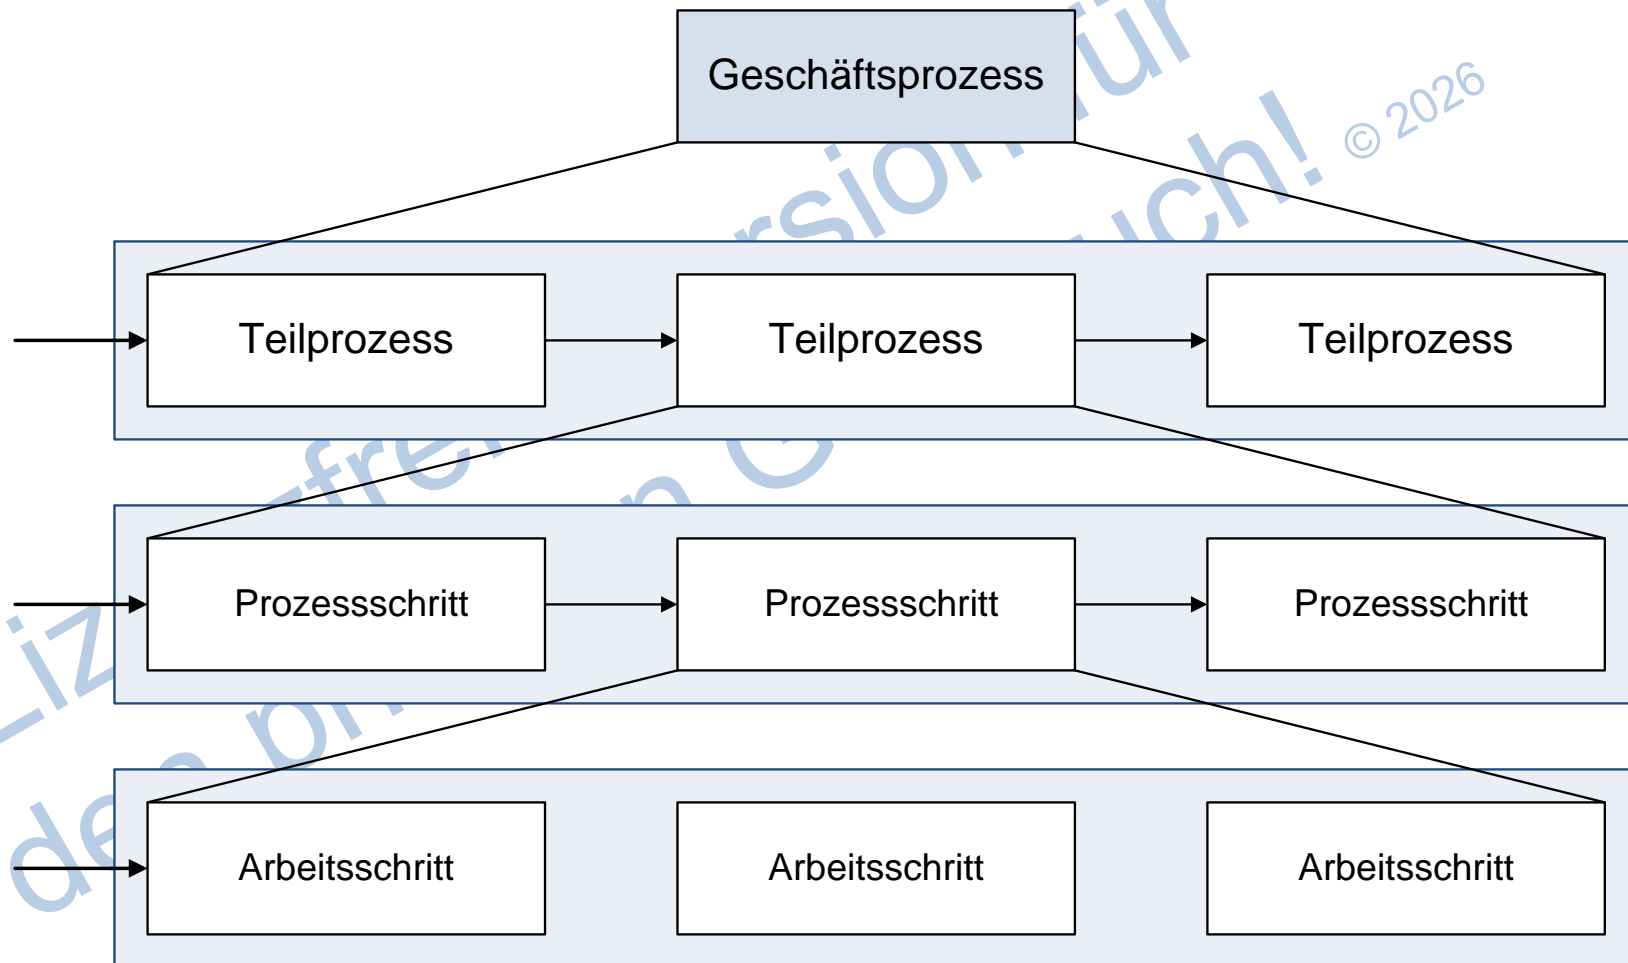 Geschäftsprozess
© 2026
Teilprozess
Teilprozess
Teilprozess
Prozessschritt
Prozessschritt
Prozessschritt
Arbeitsschritt
Arbeitsschritt
Arbeitsschritt